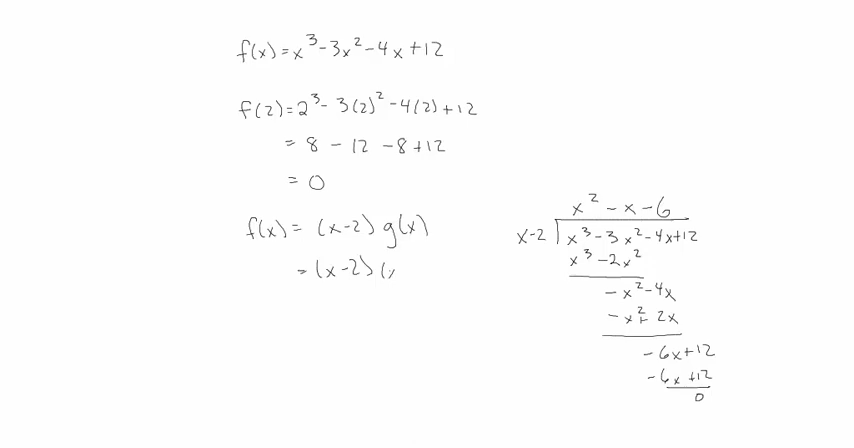 f(x) = x³ - 3x² - 4x + 12
f(2) = 2³ - 3(2)² - 4(2) + 12
= 8 - 12 - 8 + 12
= 0
f(x) = (x-2) g(x)
= (x-2) (
x² - x - 6
x-2 ) x³ - 3x² - 4x + 12
x³ - 2x²
- x² - 4x
- x² + 2x
- 6x + 12
- 6x + 12
0